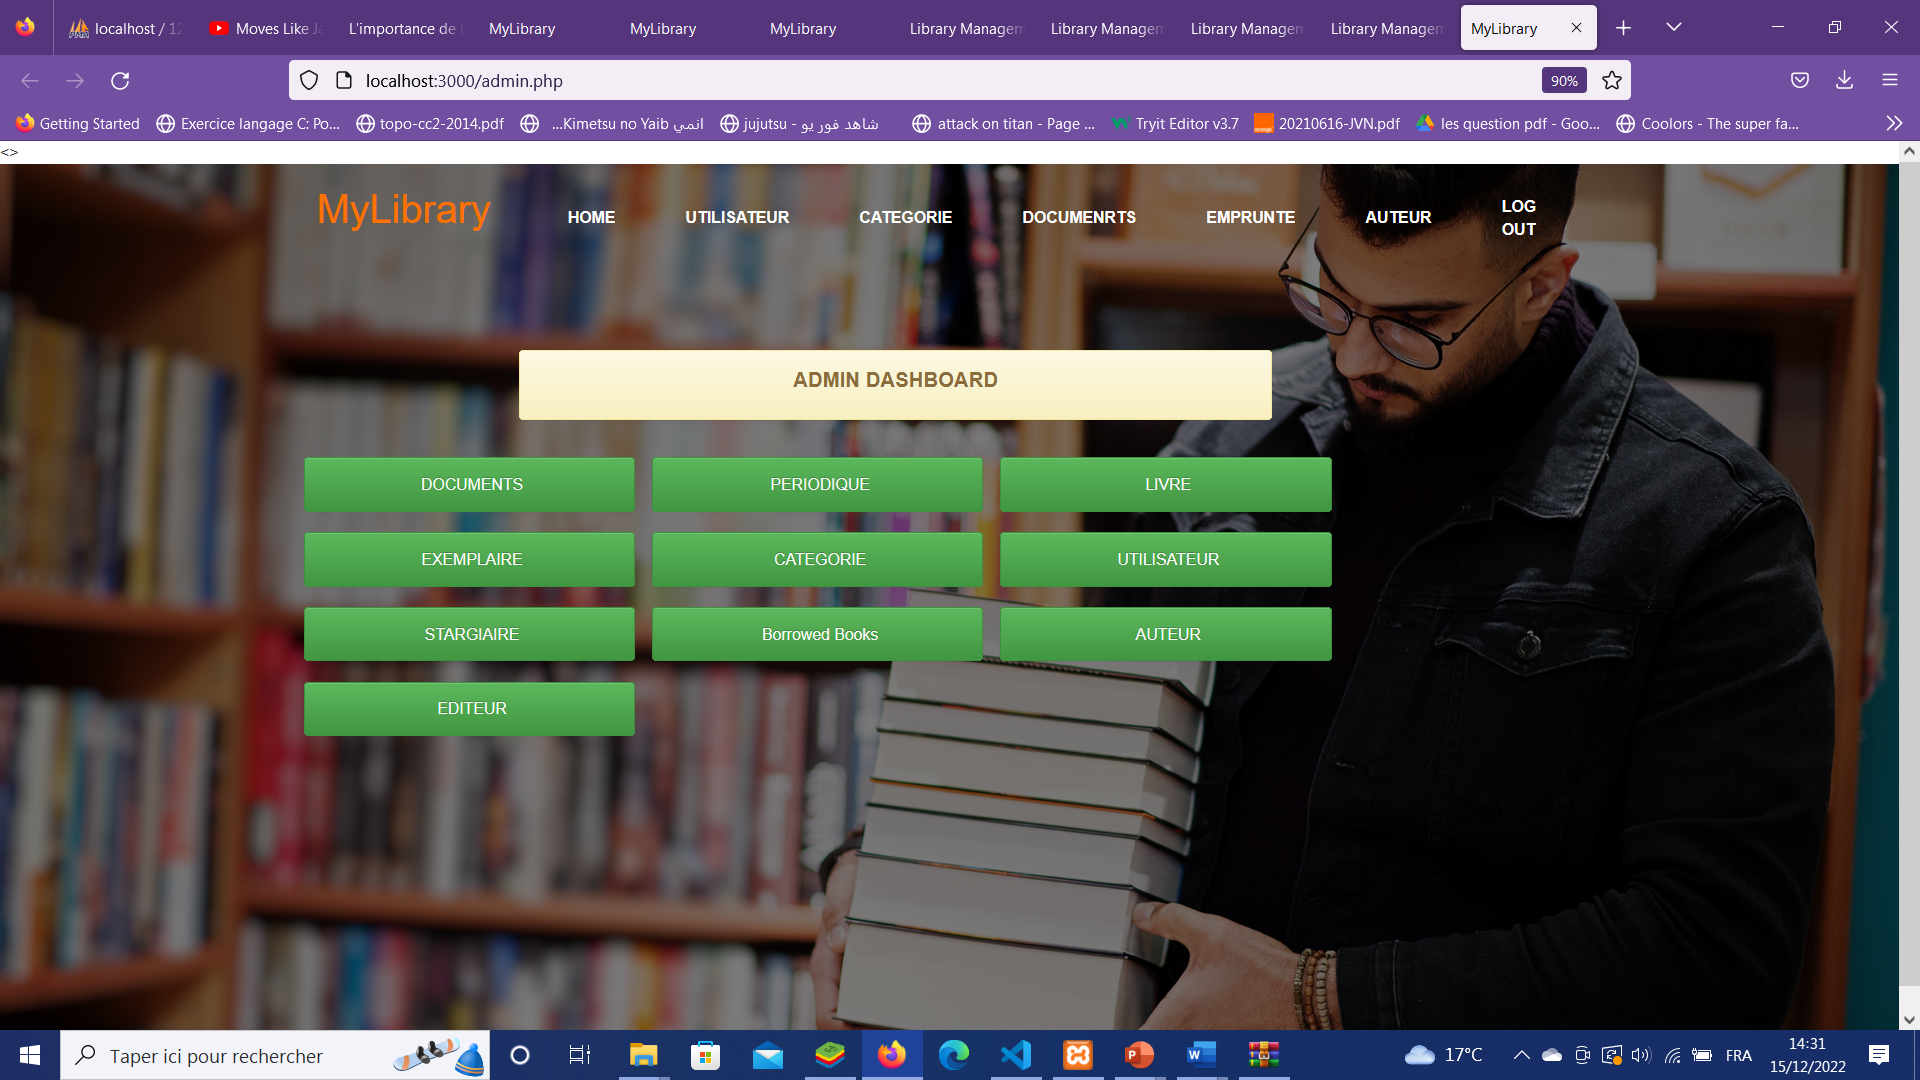 localhost / 12
Moves Like Ja
L'importance de
MyLibrary
MyLibrary
MyLibrary
Library Managem
Library Managem
Library Managem
Library Managem
MyLibrary
localhost:3000/admin.php
90%
Getting Started
Exercice langage C: Po...
topo-cc2-2014.pdf
...Kimetsu no Yaib انمي
jujutsu - شاهد فور يو
attack on titan - Page ...
Tryit Editor v3.7
20210616-JVN.pdf
les question pdf - Goo...
Coolors - The super fa...
<>
MyLibrary
HOME
UTILISATEUR
CATEGORIE
DOCUMENRTS
EMPRUNTE
AUTEUR
LOG
OUT
ADMIN DASHBOARD
DOCUMENTS
PERIODIQUE
LIVRE
EXEMPLAIRE
CATEGORIE
UTILISATEUR
STARGIAIRE
Borrowed Books
AUTEUR
EDITEUR
Taper ici pour rechercher
17°C
FRA
14:31
15/12/2022